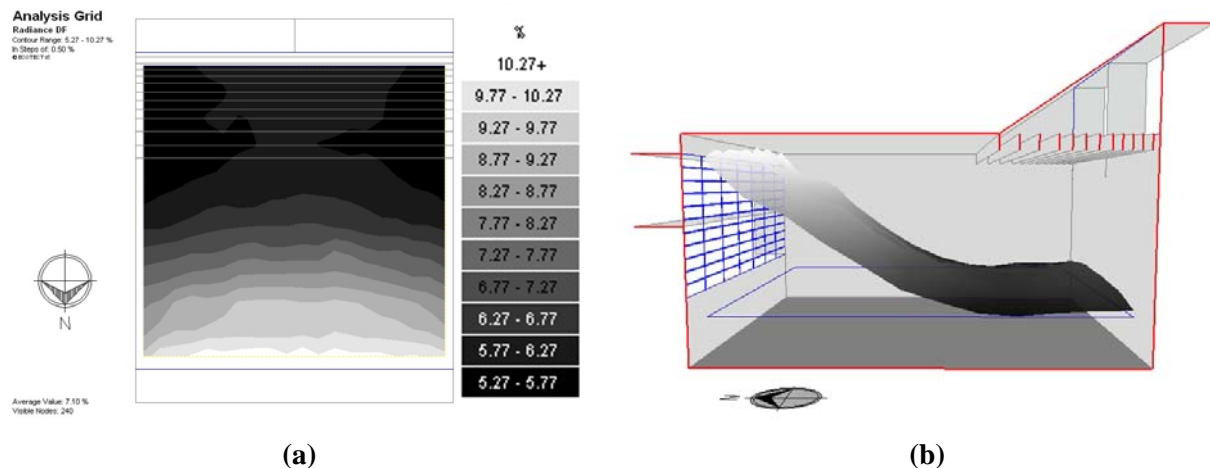 Analysis Grid
Radiance DF
Contour Range: 5.27 - 10.27 %
In Steps of: 0.50 %
© ECOTECT v5
%
10.27+
9.77 - 10.27
9.27 - 9.77
8.77 - 9.27
8.27 - 8.77
7.77 - 8.27
7.27 - 7.77
6.77 - 7.27
6.27 - 6.77
5.77 - 6.27
5.27 - 5.77
N
Average Value: 7.10 %
Visible Nodes: 240
N
(a)
(b)